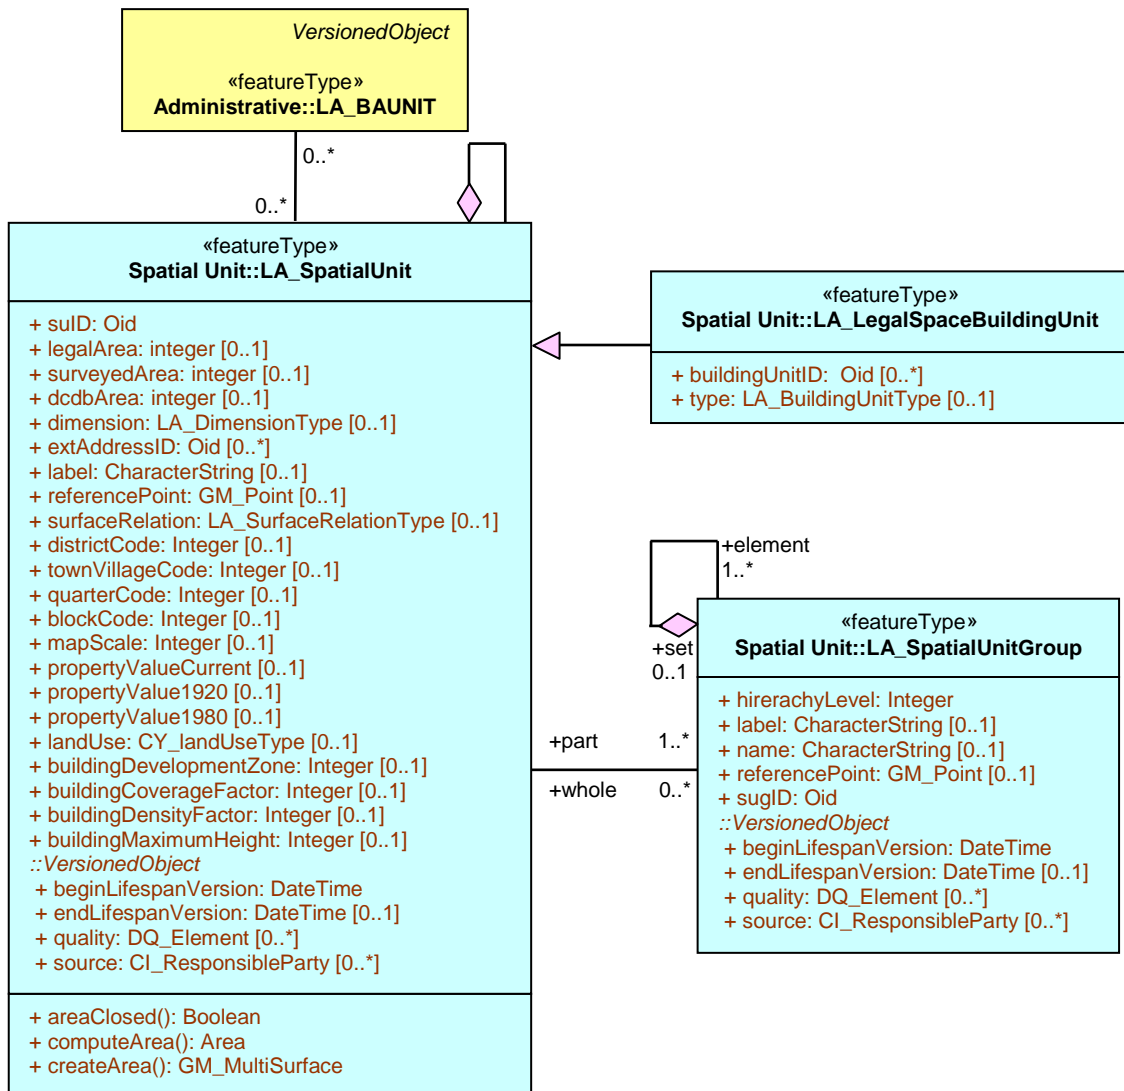 VersionedObject
«featureType»
Administrative::LA_BAUNIT
0..*
0..*
«featureType»
Spatial Unit::LA_SpatialUnit
+ suID: Oid
+ legalArea: integer [0..1]
+ surveyedArea: integer [0..1]
+ dcdbArea: integer [0..1]
+ dimension: LA_DimensionType [0..1]
+ extAddressID: Oid [0..*]
+ label: CharacterString [0..1]
+ referencePoint: GM_Point [0..1]
+ surfaceRelation: LA_SurfaceRelationType [0..1]
+ districtCode: Integer [0..1]
+ townVillageCode: Integer [0..1]
+ quarterCode: Integer [0..1]
+ blockCode: Integer [0..1]
+ mapScale: Integer [0..1]
+ propertyValueCurrent [0..1]
+ propertyValue1920 [0..1]
+ propertyValue1980 [0..1]
+ landUse: CY_landUseType [0..1]
+ buildingDevelopmentZone: Integer [0..1]
+ buildingCoverageFactor: Integer [0..1]
+ buildingDensityFactor: Integer [0..1]
+ buildingMaximumHeight: Integer [0..1]
::VersionedObject
+ beginLifespanVersion: DateTime
+ endLifespanVersion: DateTime [0..1]
+ quality: DQ_Element [0..*]
+ source: CI_ResponsibleParty [0..*]
+ areaClosed(): Boolean
+ computeArea(): Area
+ createArea(): GM_MultiSurface
«featureType»
Spatial Unit::LA_LegalSpaceBuildingUnit
+ buildingUnitID:  Oid [0..*]
+ type: LA_BuildingUnitType [0..1]
+element
1..*
+set
0..1
+part 1..*
+whole 0..*
«featureType»
Spatial Unit::LA_SpatialUnitGroup
+ hirerachyLevel: Integer
+ label: CharacterString [0..1]
+ name: CharacterString [0..1]
+ referencePoint: GM_Point [0..1]
+ sugID: Oid
::VersionedObject
+ beginLifespanVersion: DateTime
+ endLifespanVersion: DateTime [0..1]
+ quality: DQ_Element [0..*]
+ source: CI_ResponsibleParty [0..*]